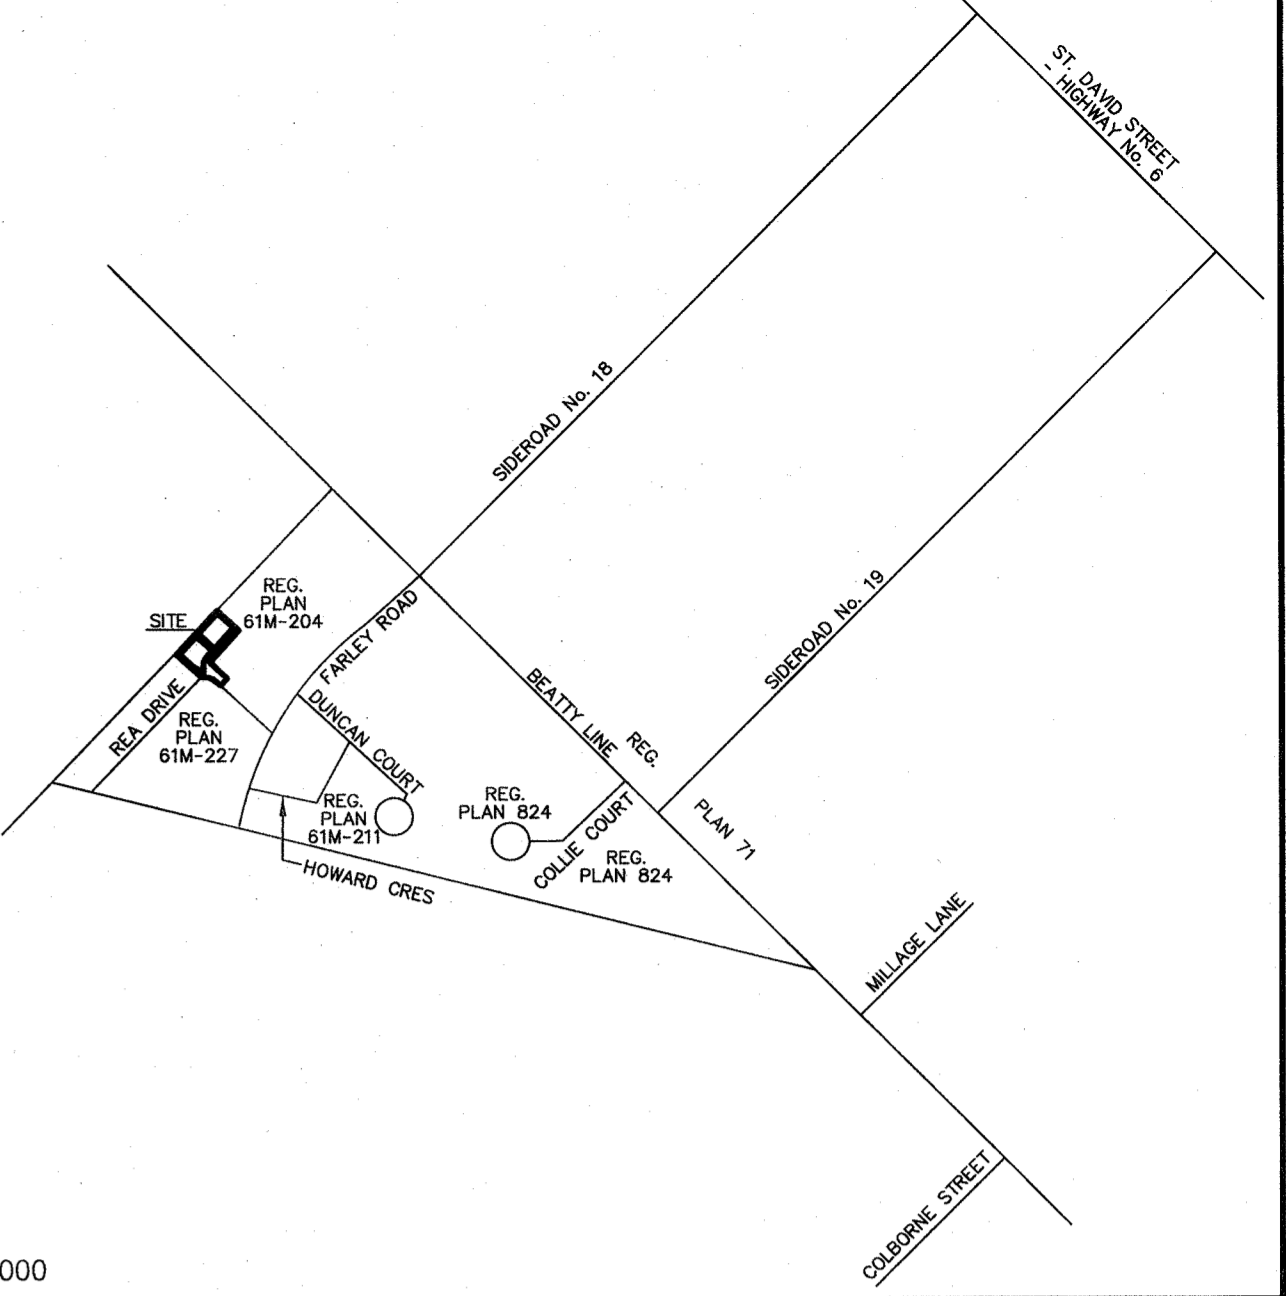 ST. DAVID STREET
- HIGHWAY No. 6
SIDEROAD No. 18
SIDEROAD No. 19
REG.
PLAN
61M-204
SITE
FARLEY ROAD
REA DRIVE
REG.
PLAN
61M-227
DUNCAN COURT
BEATTY LINE
REG.
PLAN 71
REG.
PLAN 824
REG.
PLAN
61M-211
COLLIE COURT
REG.
PLAN 824
HOWARD CRES
MILLAGE LANE
COLBORNE STREET
000